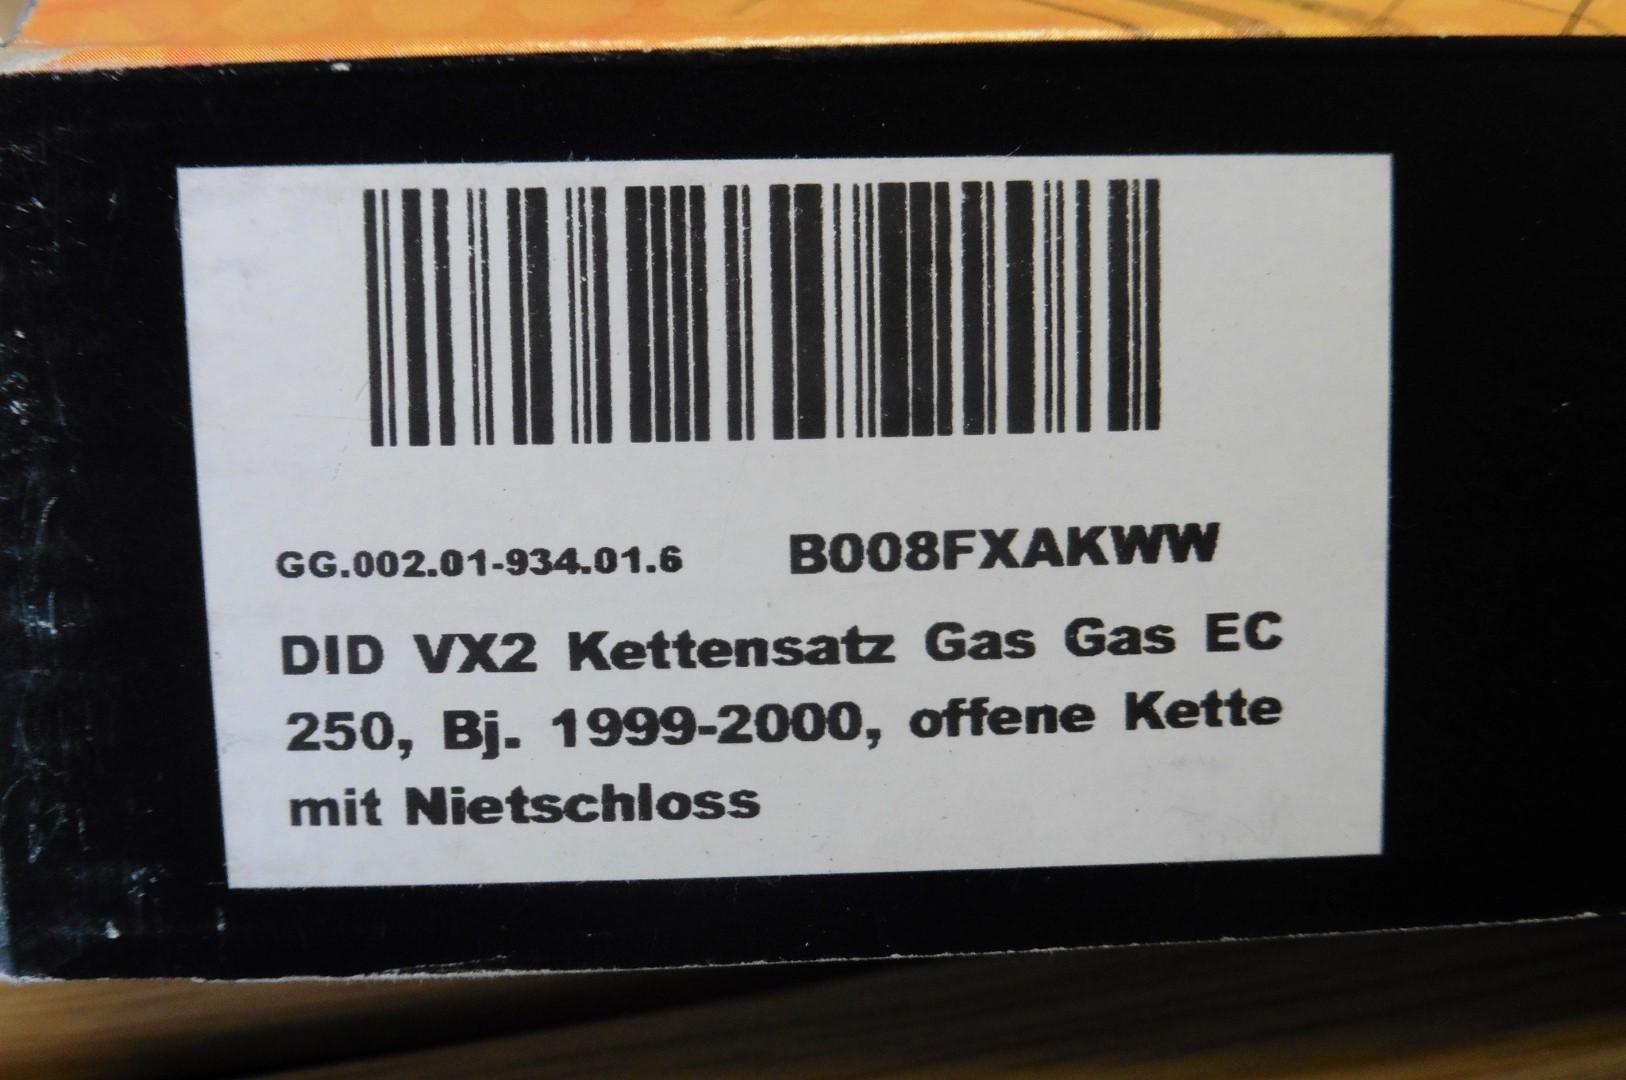 GG.002.01-934.01.6 B008FXAKWW
DID VX2 Kettensatz Gas Gas EC
250, Bj. 1999-2000, offene Kette
mit Nietschloss